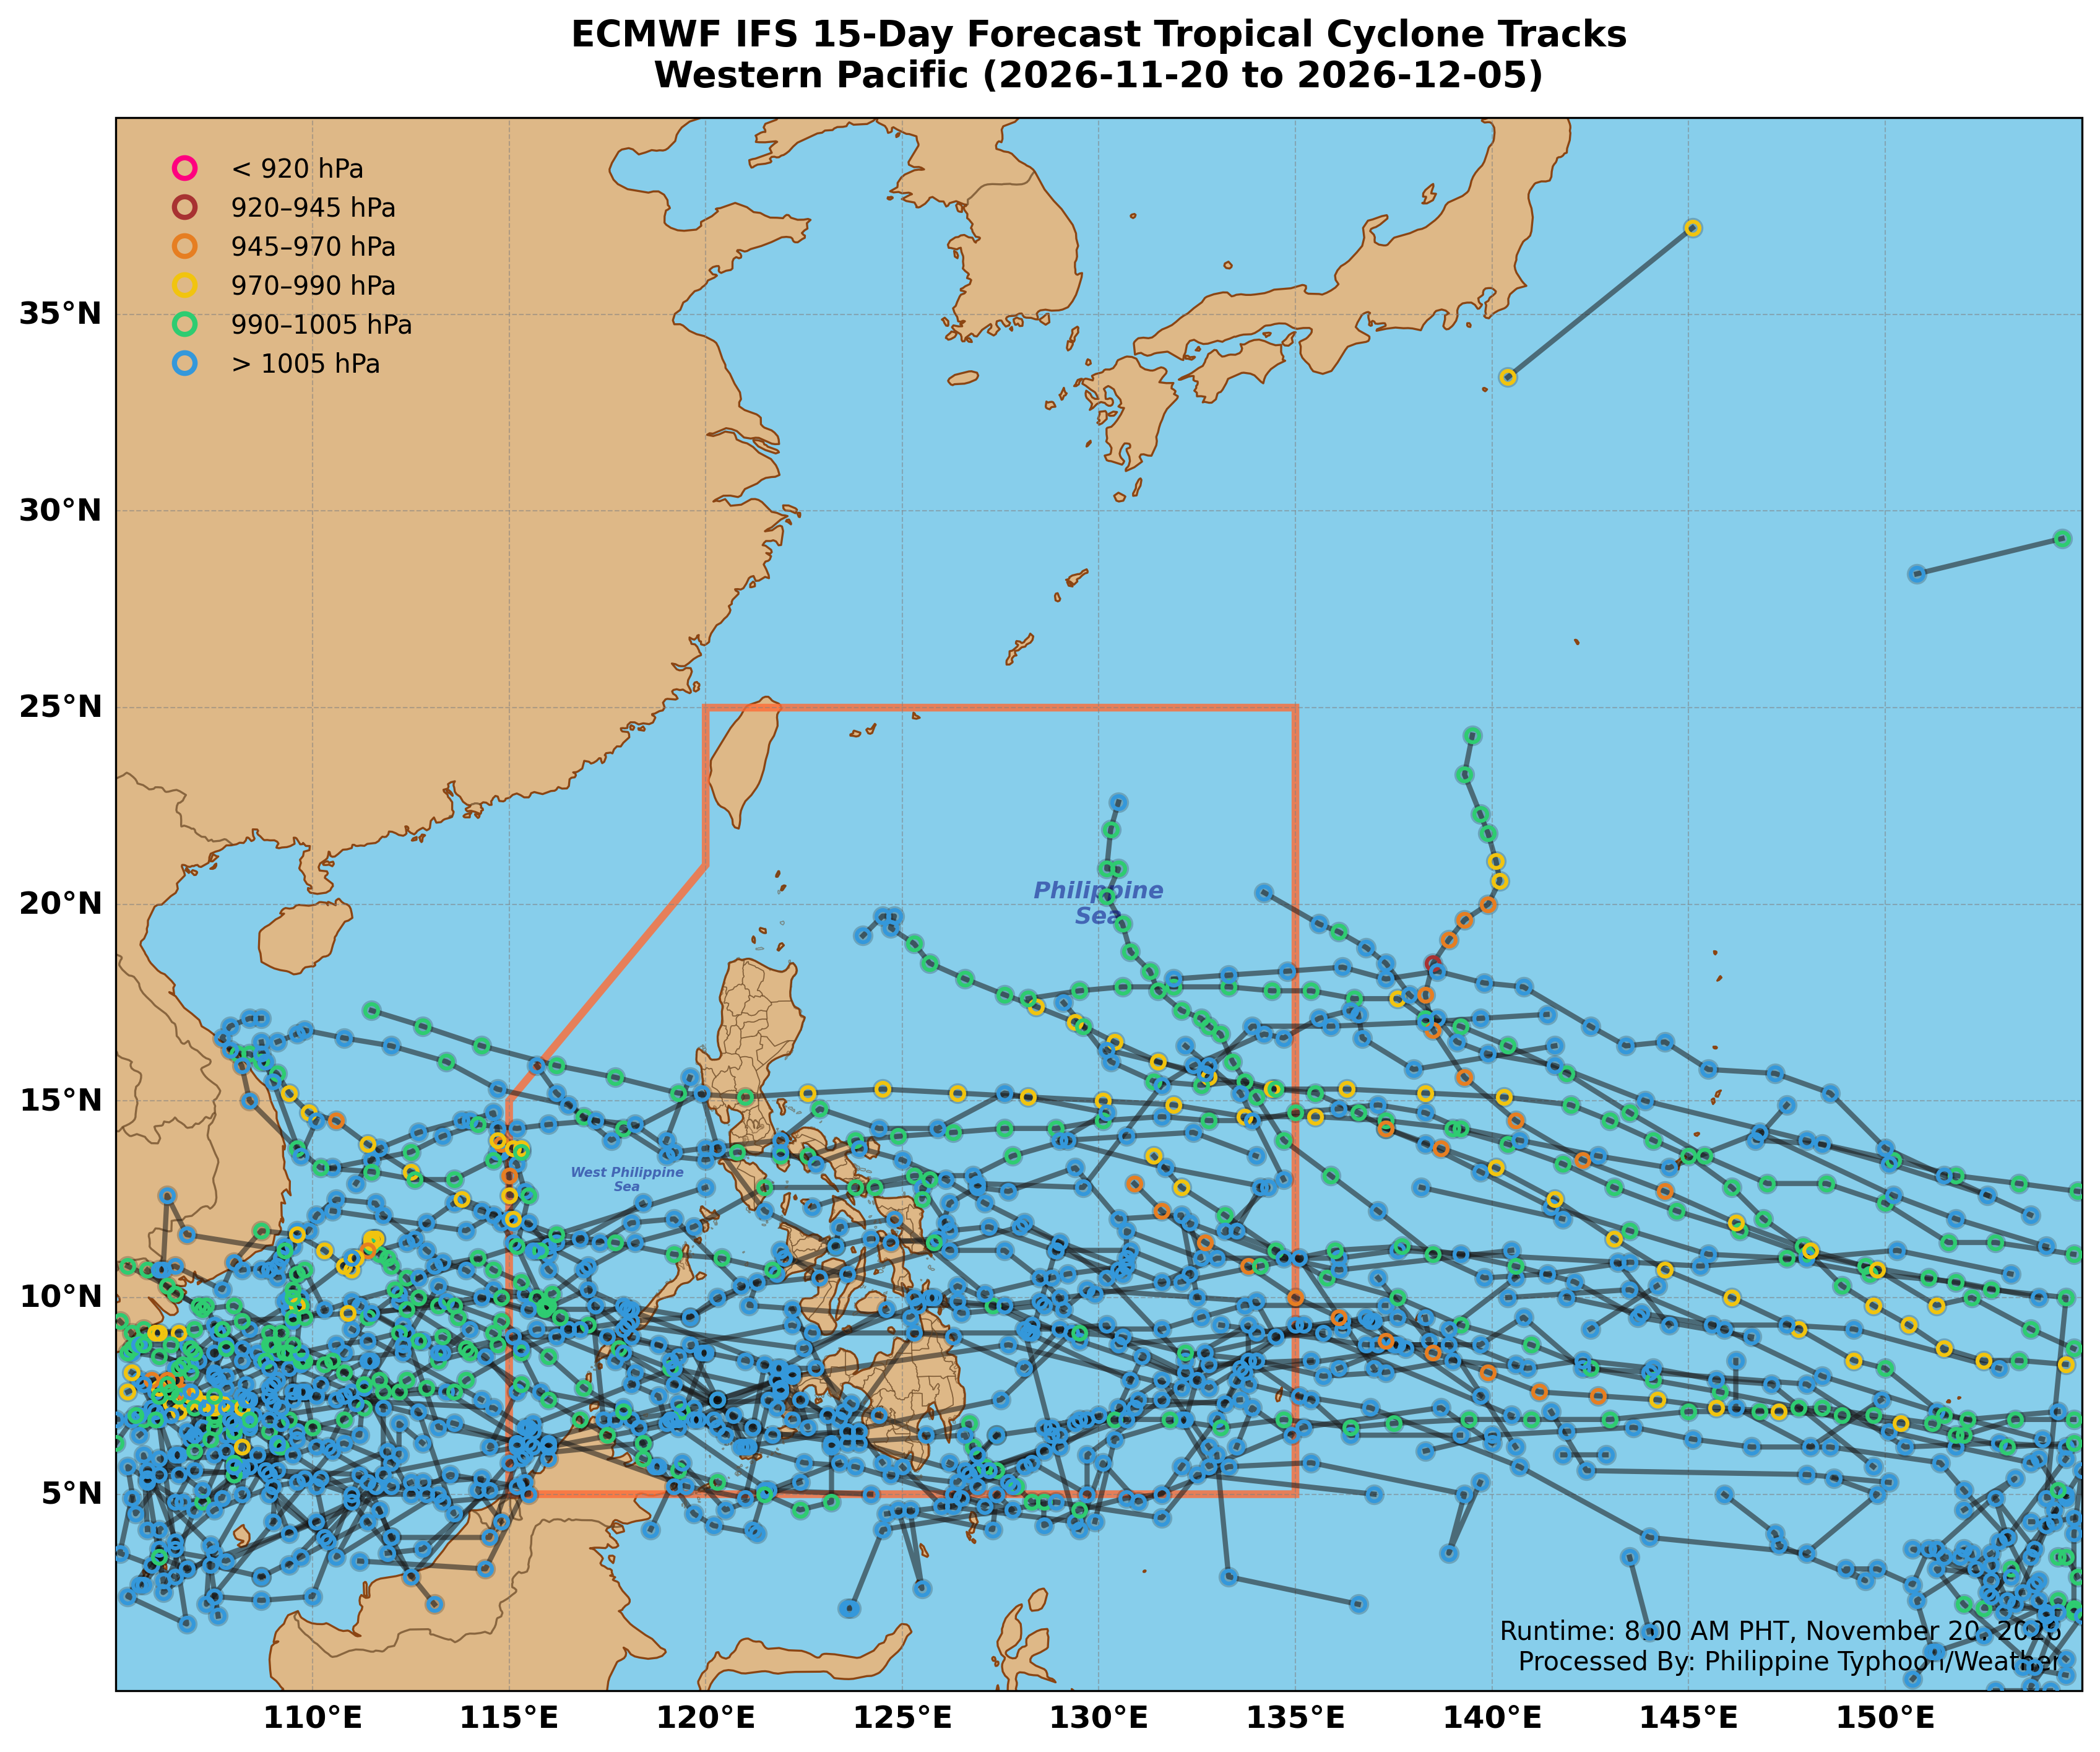 ECMWF IFS 15-Day Forecast Tropical Cyclone Tracks
Western Pacific (2026-11-20 to 2026-12-05)
< 920 hPa
920–945 hPa
945–970 hPa
970–990 hPa
990–1005 hPa
> 1005 hPa
35°N
30°N
25°N
20°N
15°N
10°N
5°N
Philippine
Sea
West Philippine
Sea
Runtime: 8:00 AM PHT, November 20, 2026
Processed By: Philippine Typhoon/Weather
110°E
115°E
120°E
125°E
130°E
135°E
140°E
145°E
150°E